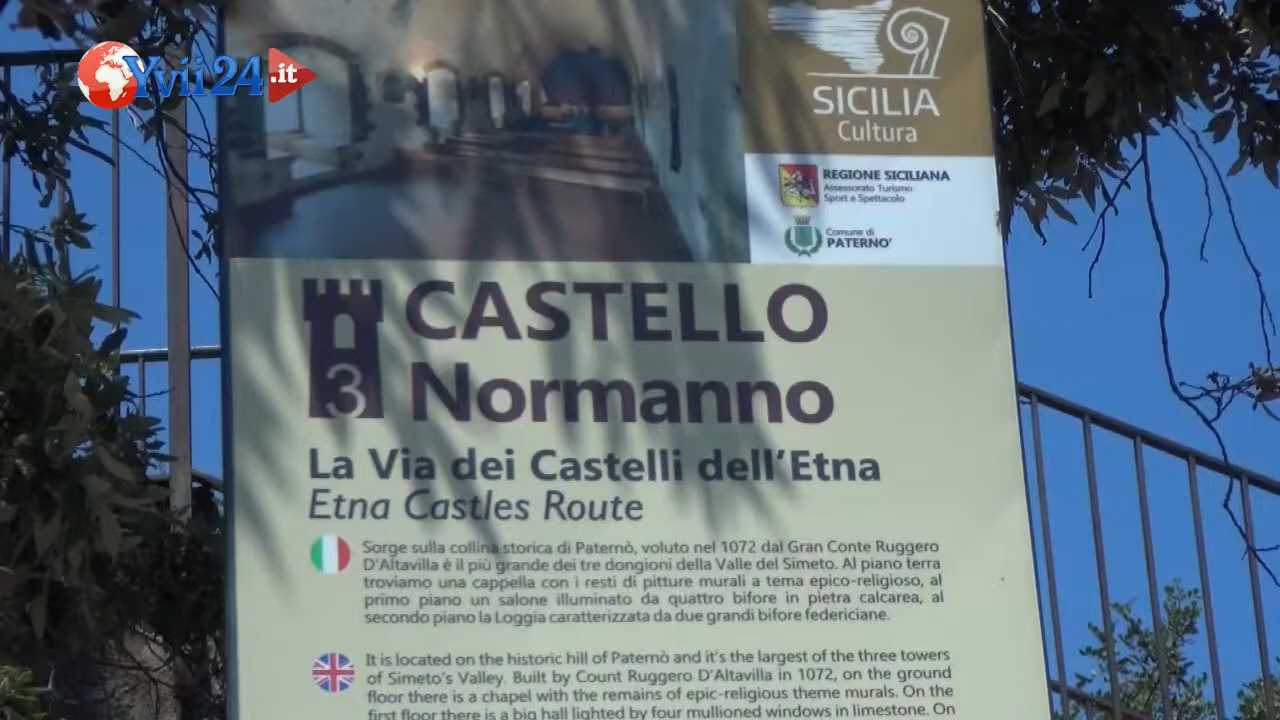 Yvii24.it
SICILIA
Cultura
REGIONE SICILIANA
Assessorato Turismo
Sport e Spettacolo
Comune di
PATERNO'
CASTELLO
3 Normanno
La Via dei Castelli dell'Etna
Etna Castles Route
Sorge sulla collina storica di Paternò, voluto nel 1072 dal Gran Conte Ruggero
D'Altavilla è il più grande dei tre dongioni della Valle del Simeto. Al piano terra
troviamo una cappella con i resti di pitture murali a tema epico-religioso, al
primo piano un salone illuminato da quattro bifore in pietra calcarea, al
secondo piano la Loggia caratterizzata da due grandi bifore federiciane.
It is located on the historic hill of Paternò and it's the largest of the three towers
of Simeto's Valley. Built by Count Ruggero D'Altavilla in 1072, on the ground
floor there is a chapel with the remains of epic-religious theme murals. On the
first floor there is a big hall lighted by four mullioned windows in limestone. On